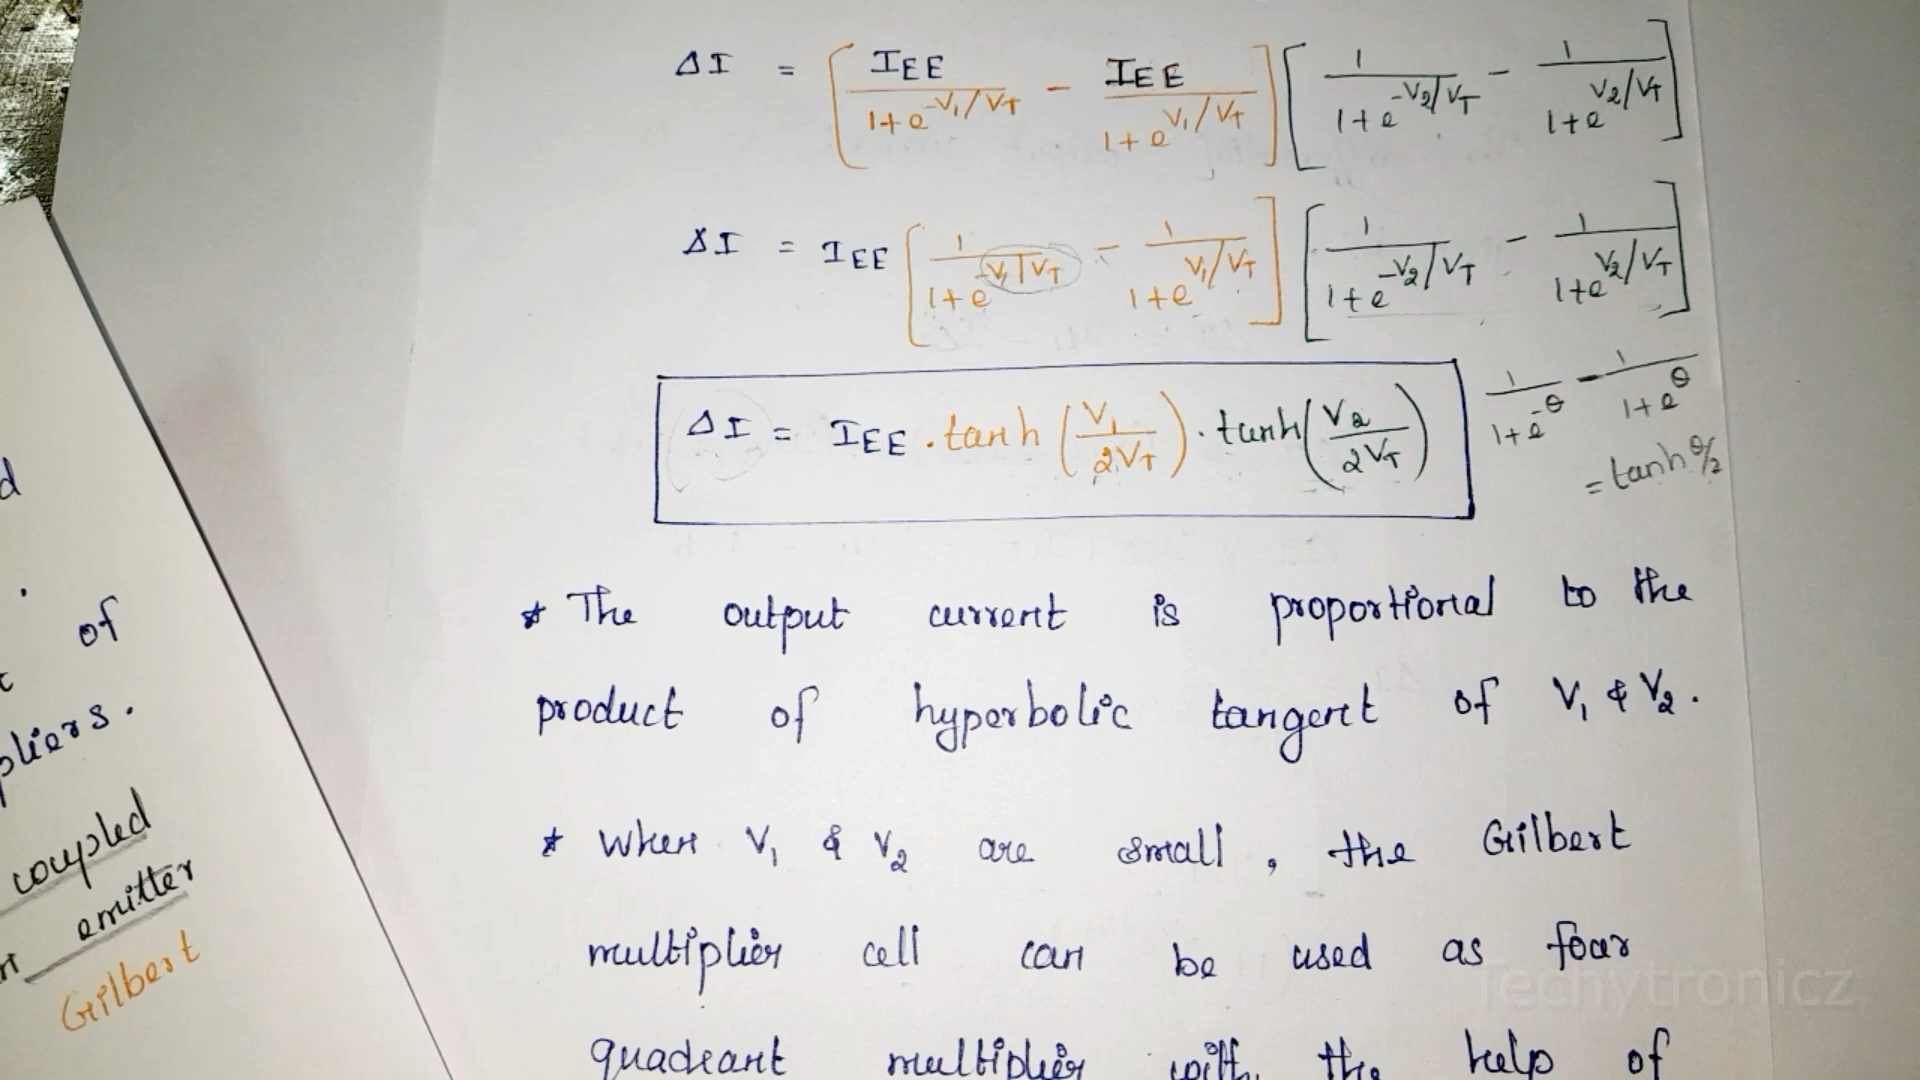 ΔI = [ IEE / (1+e^(-V1/VT)) - IEE / (1+e^(V1/VT)) ] [ 1 / (1+e^(-V2/VT)) - 1 / (1+e^(V2/VT)) ]
ΔI = IEE [ 1 / (1+e^(-V1/VT)) - 1 / (1+e^(V1/VT)) ] [ 1 / (1+e^(-V2/VT)) - 1 / (1+e^(V2/VT)) ]
ΔI = IEE . tanh (V1 / 2VT) . tanh (V2 / 2VT)
1 / (1+e^(-θ)) - 1 / (1+e^θ)
= tanh θ/2
* The output current is proportional to the
product of hyperbolic tangent of V1 & V2.
* When V1 & V2 are small, the Gilbert
multiplier cell can be used as four
quadrant multiplier with the help of
of
coupled
emitter
Gilbert
Techytronicz